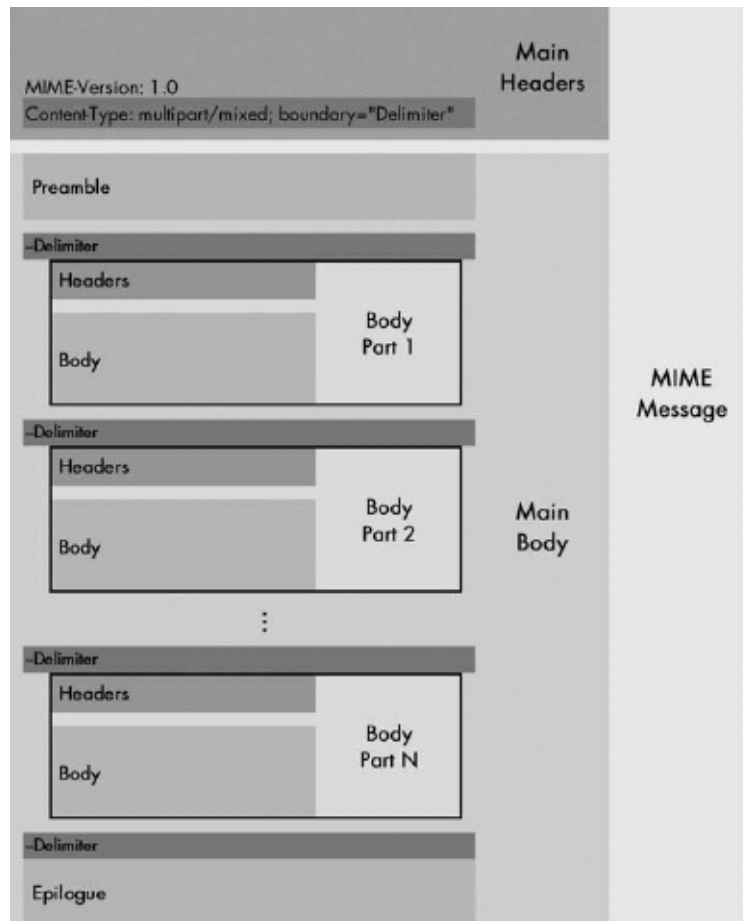 Main
Headers
MIME-Version: 1.0
Content-Type: multipart/mixed; boundary="Delimiter"
Preamble
--Delimiter
Headers
Body
Body
Part 1
MIME
Message
--Delimiter
Headers
Body
Body
Part 2
Main
Body
⋮
--Delimiter
Headers
Body
Body
Part N
--Delimiter
Epilogue